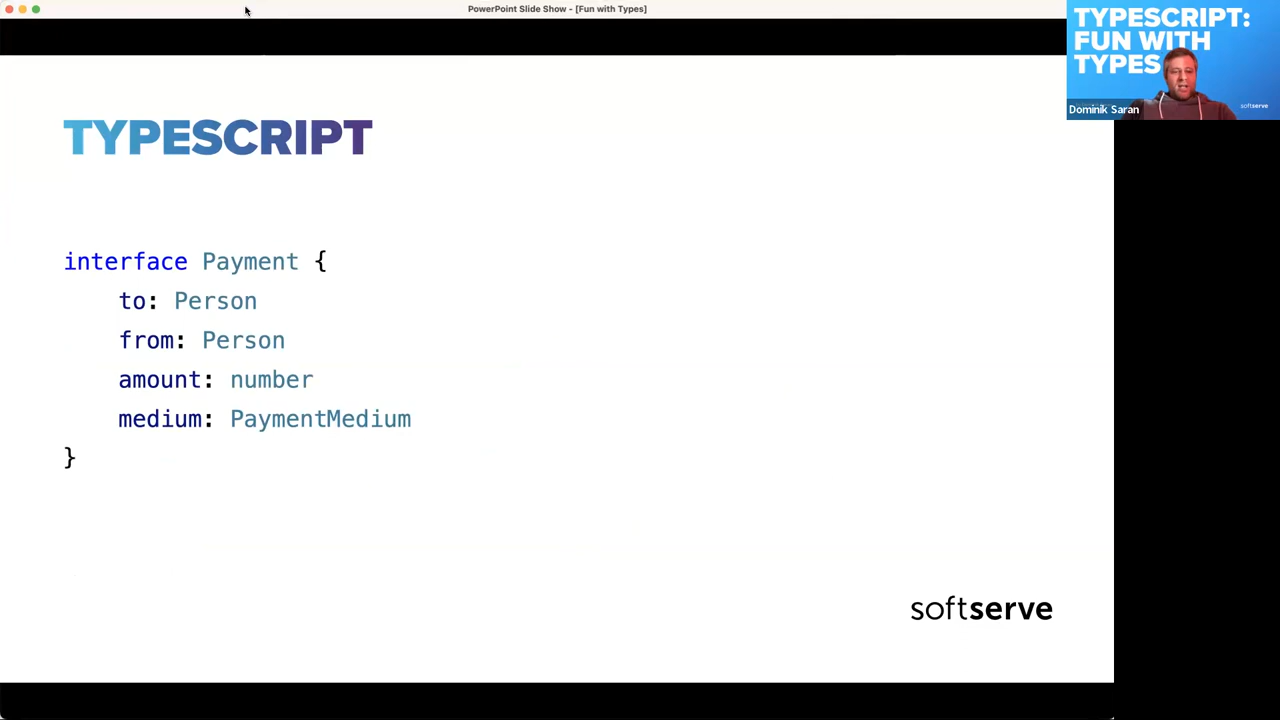 PowerPoint Slide Show - [Fun with Types]
TYPESCRIPT:
FUN WITH
TYPES
Dominik Saran
softserve
TYPESCRIPT
interface Payment {
    to: Person
    from: Person
    amount: number
    medium: PaymentMedium
}
softserve